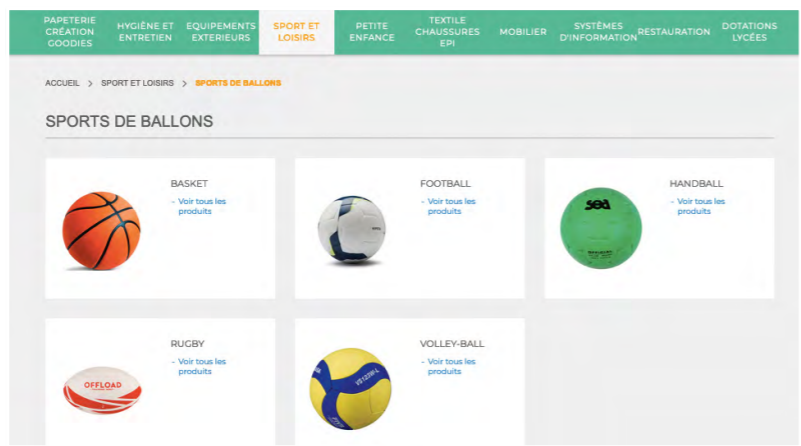 PAPETERIE
CRÉATION
GOODIES
HYGIÈNE ET
ENTRETIEN
EQUIPEMENTS
EXTERIEURS
SPORT ET
LOISIRS
PETITE
ENFANCE
TEXTILE
CHAUSSURES
EPI
MOBILIER
SYSTÈMES
D'INFORMATION
RESTAURATION
DOTATIONS
LYCÉES
ACCUEIL > SPORT ET LOISIRS > SPORTS DE BALLONS
SPORTS DE BALLONS
BASKET
- Voir tous les
produits
FOOTBALL
- Voir tous les
produits
sea
HANDBALL
- Voir tous les
produits
OFFLOAD
RUGBY
- Voir tous les
produits
V5123W-L
VOLLEY-BALL
- Voir tous les
produits